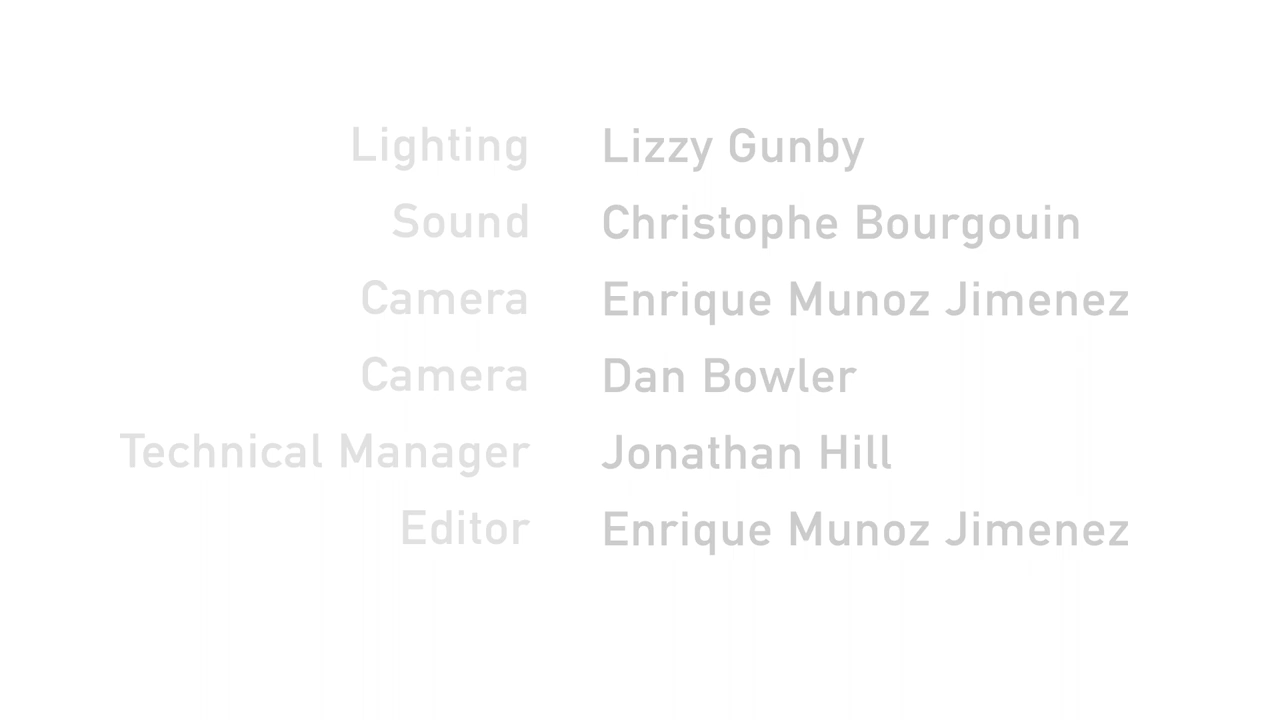 Lighting Lizzy Gunby
Sound Christophe Bourgouin
Camera Enrique Munoz Jimenez
Camera Dan Bowler
Technical Manager Jonathan Hill
Editor Enrique Munoz Jimenez